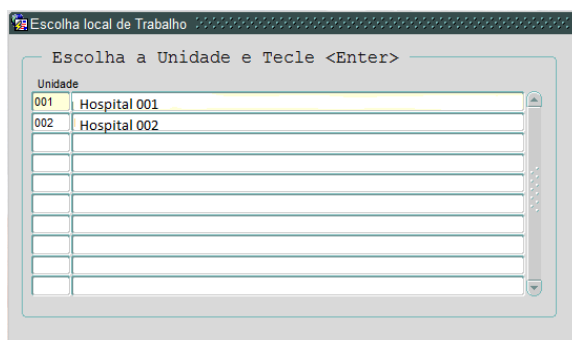 Escolha local de Trabalho
Escolha a Unidade e Tecle <Enter>
Unidade
001 Hospital 001
002 Hospital 002